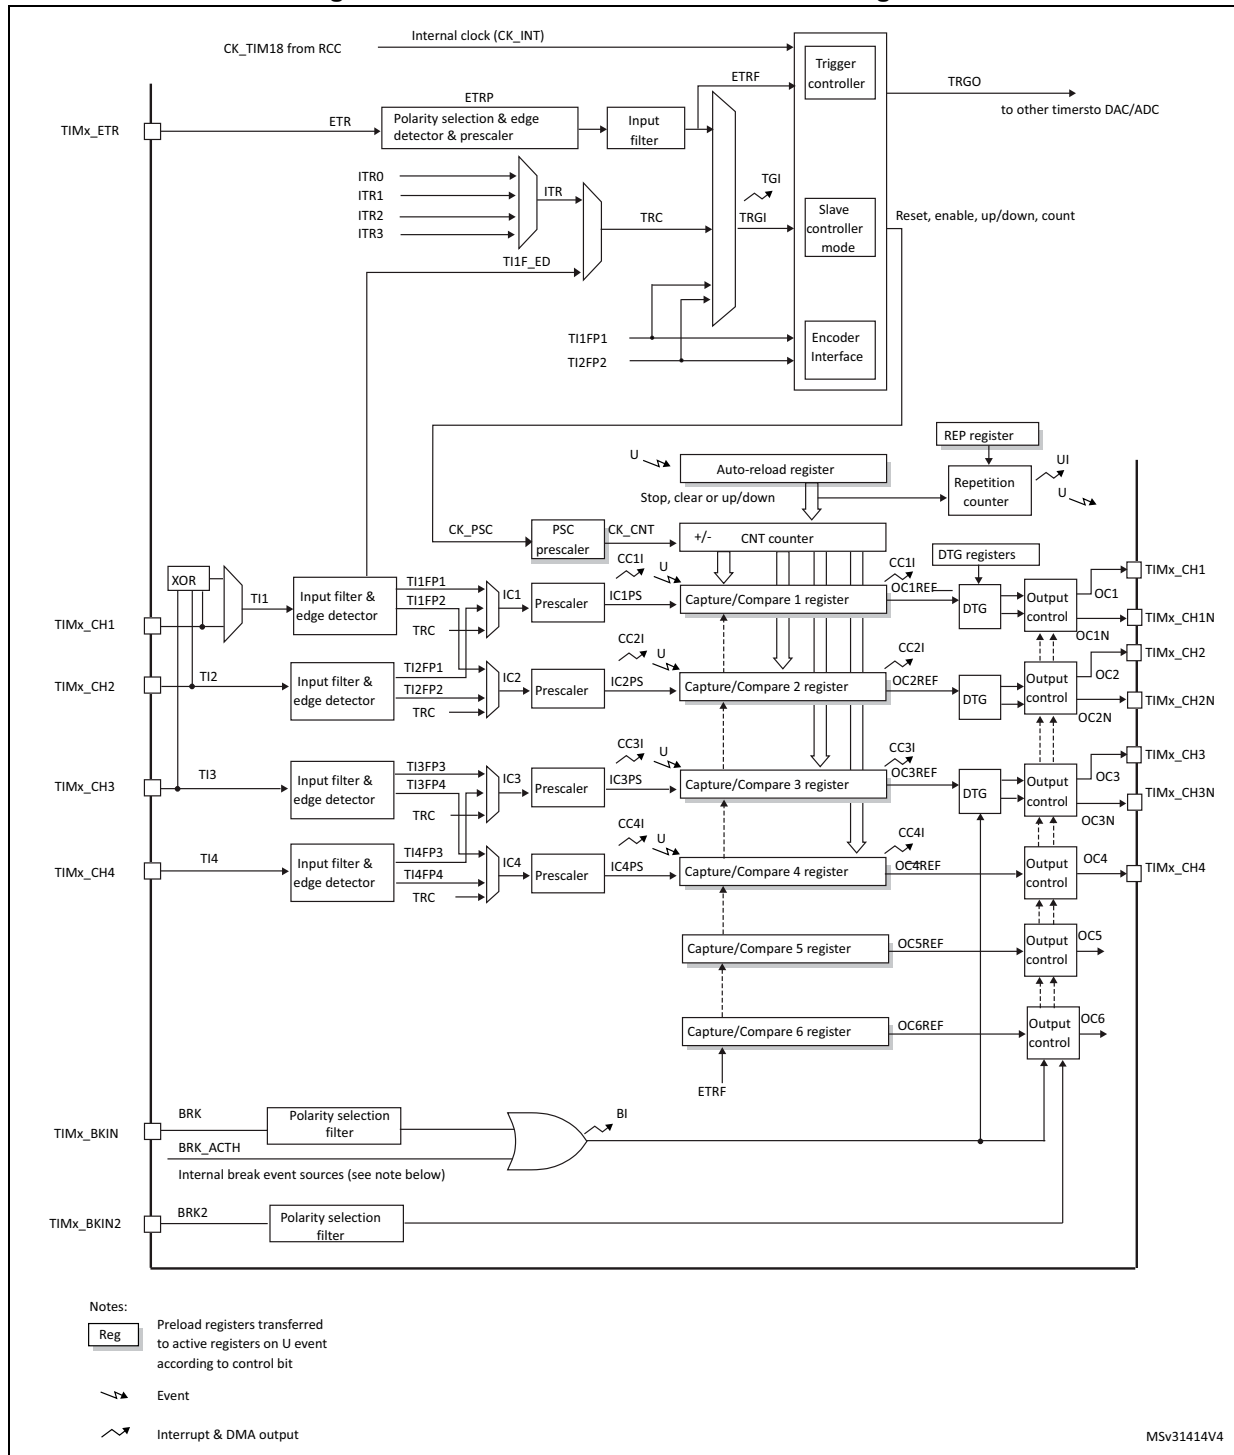 CK_TIM18 from RCC
Internal clock (CK_INT)
Trigger
controller
ETRF
TRGO
to other timersto DAC/ADC
ETRP
TIMx_ETR
ETR
Polarity selection & edge
detector & prescaler
Input
filter
ITR0
ITR1
ITR2
ITR3
ITR
TGI
TRC
TRGI
Slave
controller
mode
Reset, enable, up/down, count
TI1F_ED
TI1FP1
TI2FP2
Encoder
Interface
REP register
U
Auto-reload register
Repetition
counter
UI
U
Stop, clear or up/down
CK_PSC
PSC
prescaler
CK_CNT
+/-
CNT counter
DTG registers
XOR
TI1
Input filter &
edge detector
TI1FP1
TI1FP2
TRC
IC1
Prescaler
IC1PS
CC1I
U
Capture/Compare 1 register
CC1I
OC1REF
DTG
Output
control
OC1
OC1N
TIMx_CH1
TIMx_CH1N
TIMx_CH1
TIMx_CH2
TI2
Input filter &
edge detector
TI2FP1
TI2FP2
TRC
IC2
Prescaler
IC2PS
CC2I
U
Capture/Compare 2 register
CC2I
OC2REF
DTG
Output
control
OC2
OC2N
TIMx_CH2
TIMx_CH2N
TIMx_CH3
TI3
Input filter &
edge detector
TI3FP3
TI3FP4
TRC
IC3
Prescaler
IC3PS
CC3I
U
Capture/Compare 3 register
CC3I
OC3REF
DTG
Output
control
OC3
OC3N
TIMx_CH3
TIMx_CH3N
TIMx_CH4
TI4
Input filter &
edge detector
TI4FP3
TI4FP4
TRC
IC4
Prescaler
IC4PS
CC4I
U
Capture/Compare 4 register
CC4I
OC4REF
Output
control
OC4
TIMx_CH4
Capture/Compare 5 register
OC5REF
Output
control
OC5
Capture/Compare 6 register
OC6REF
Output
control
OC6
ETRF
TIMx_BKIN
BRK
Polarity selection
filter
BI
BRK_ACTH
Internal break event sources (see note below)
TIMx_BKIN2
BRK2
Polarity selection
filter
Notes:
Reg
Preload registers transferred
to active registers on U event
according to control bit
Event
Interrupt & DMA output
MSv31414V4